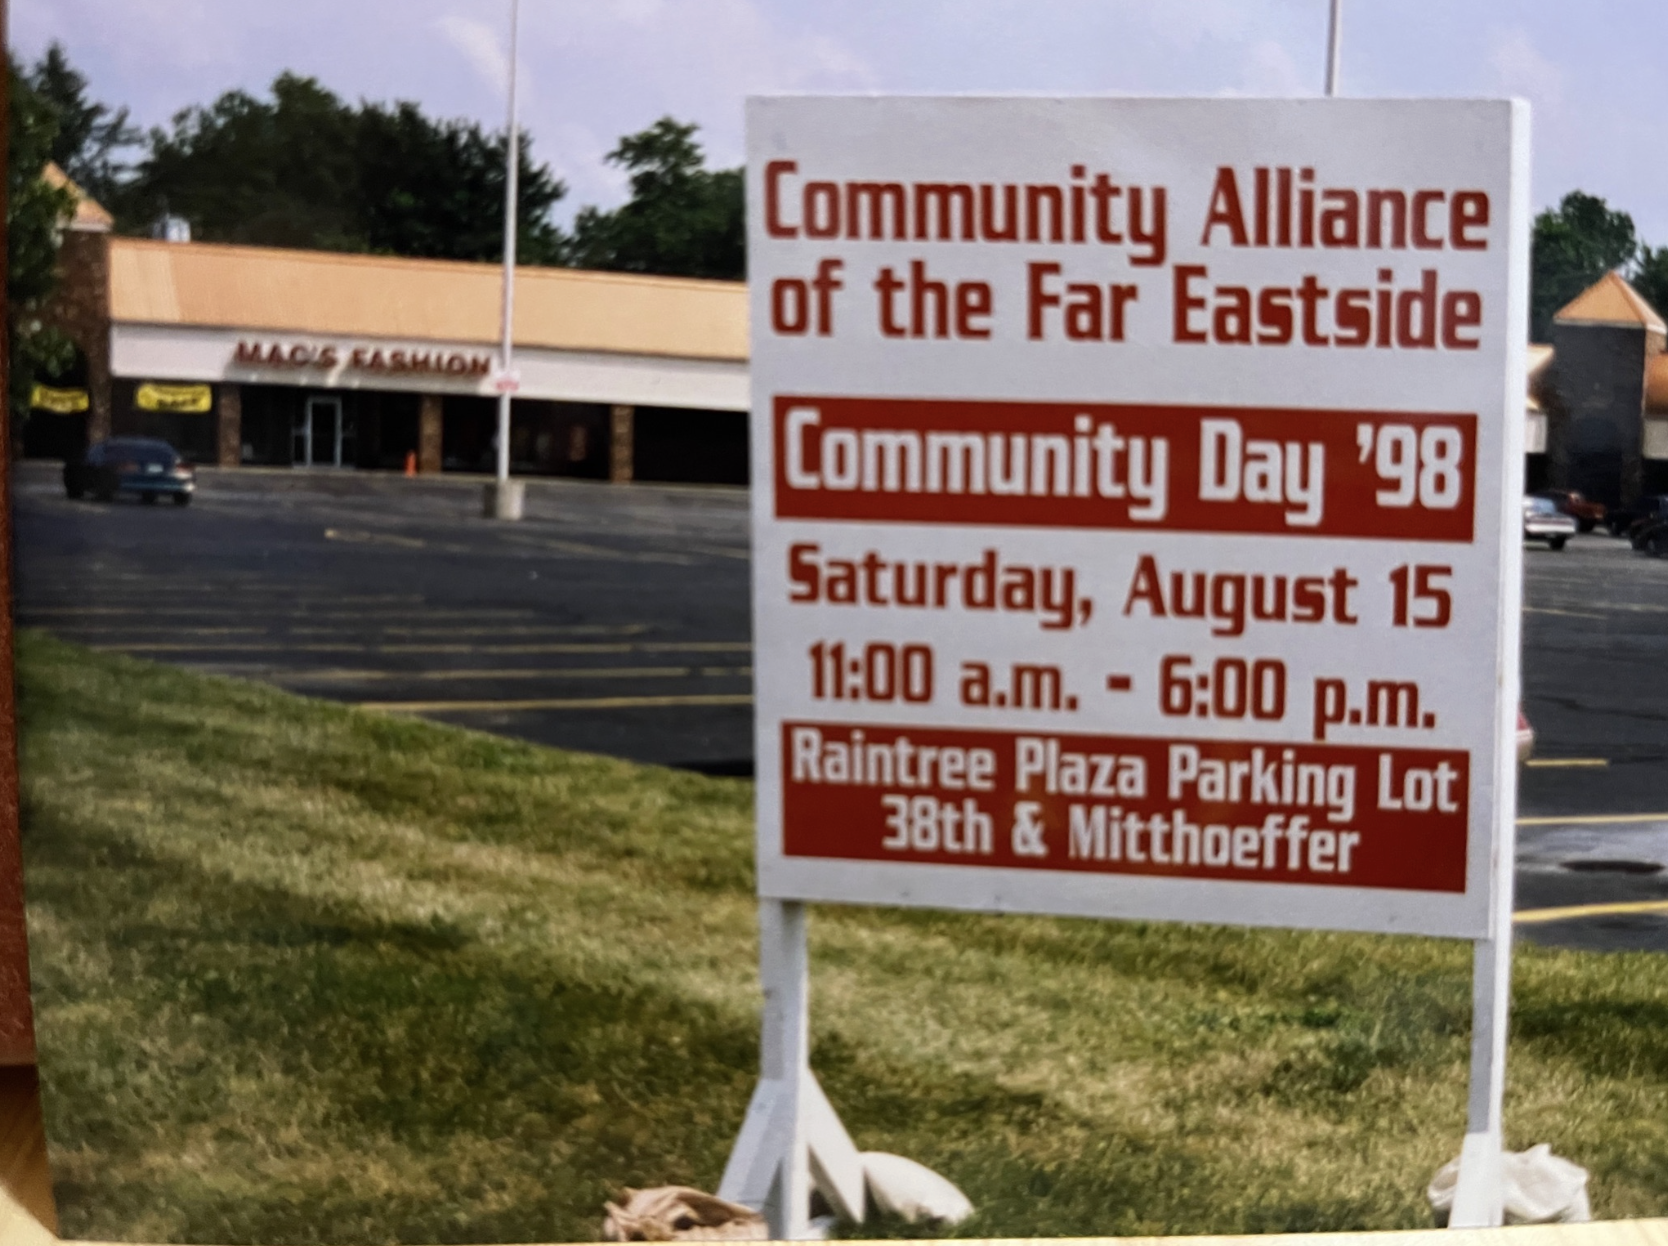 MAC'S FASHION
Community Alliance
of the Far Eastside
Community Day '98
Saturday, August 15
11:00 a.m. - 6:00 p.m.
Raintree Plaza Parking Lot
38th & Mitthoeffer